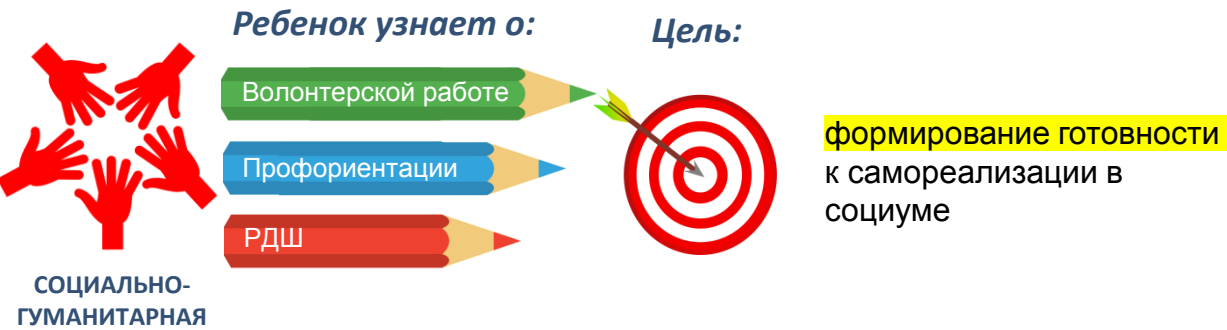 Ребенок узнает о:
Цель:
Волонтерской работе
Профориентации
РДШ
формирование готовности
к самореализации в
социуме
СОЦИАЛЬНО-
ГУМАНИТАРНАЯ